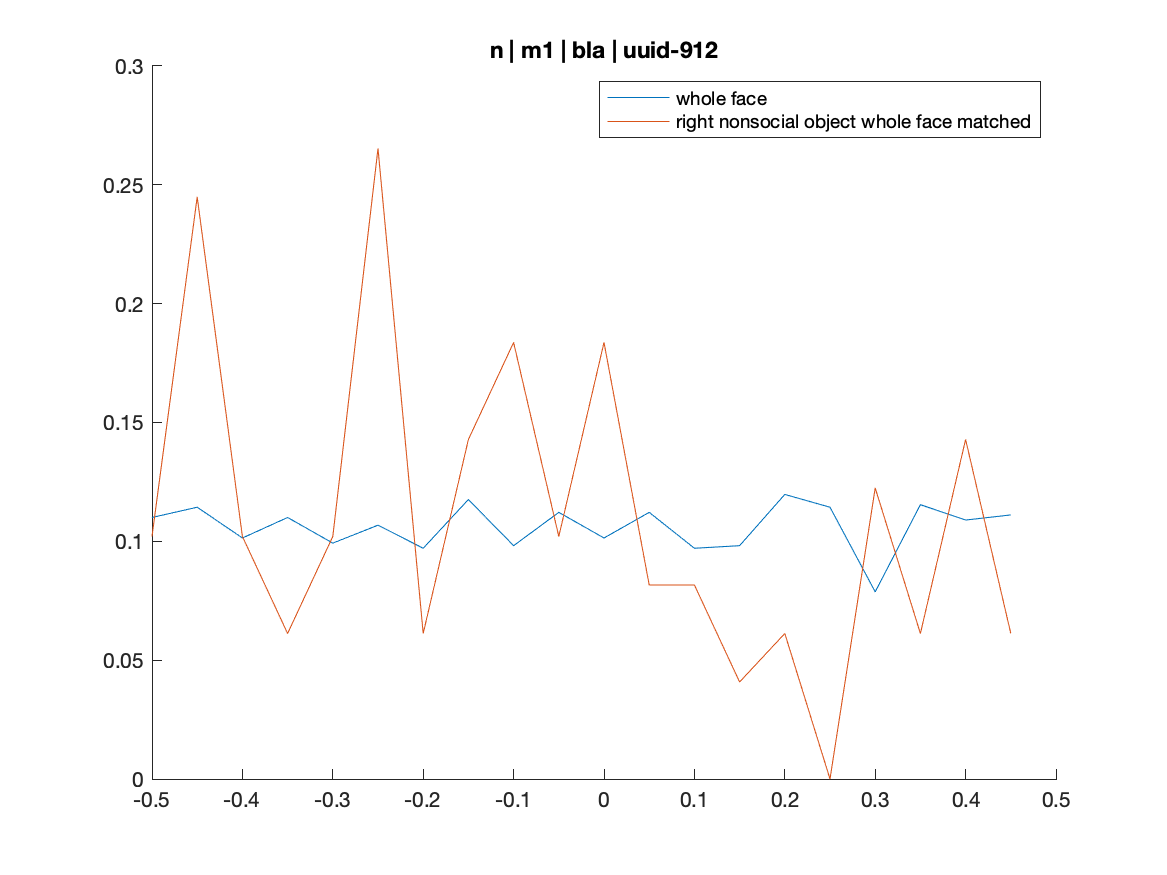 n | m1 | bla | uuid-912
whole face
right nonsocial object whole face matched
0.3
0.25
0.2
0.15
0.1
0.05
0
-0.5 -0.4 -0.3 -0.2 -0.1 0 0.1 0.2 0.3 0.4 0.5